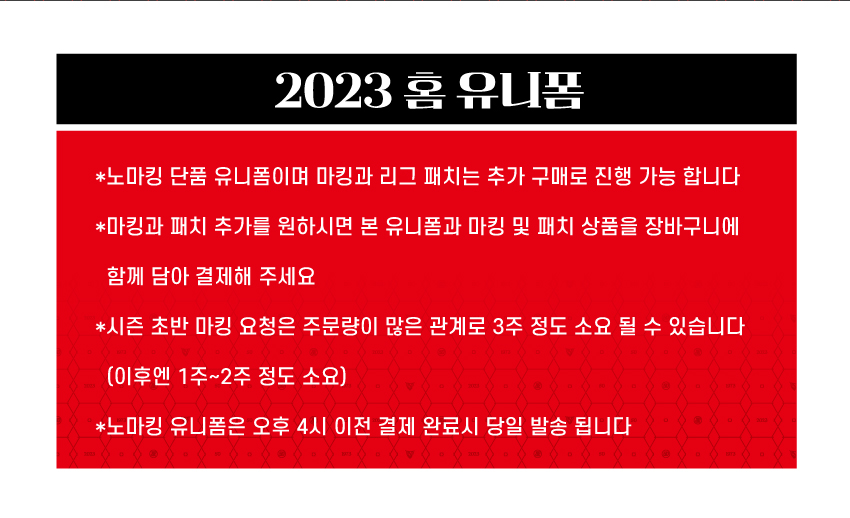 2023 홈 유니폼
*노마킹 단품 유니폼이며 마킹과 리그 패치는 추가 구매로 진행 가능 합니다
*마킹과 패치 추가를 원하시면 본 유니폼과 마킹 및 패치 상품을 장바구니에
함께 담아 결제해 주세요
*시즌 초반 마킹 요청은 주문량이 많은 관계로 3주 정도 소요 될 수 있습니다
(이후엔 1주~2주 정도 소요)
*노마킹 유니폼은 오후 4시 이전 결제 완료시 당일 발송 됩니다